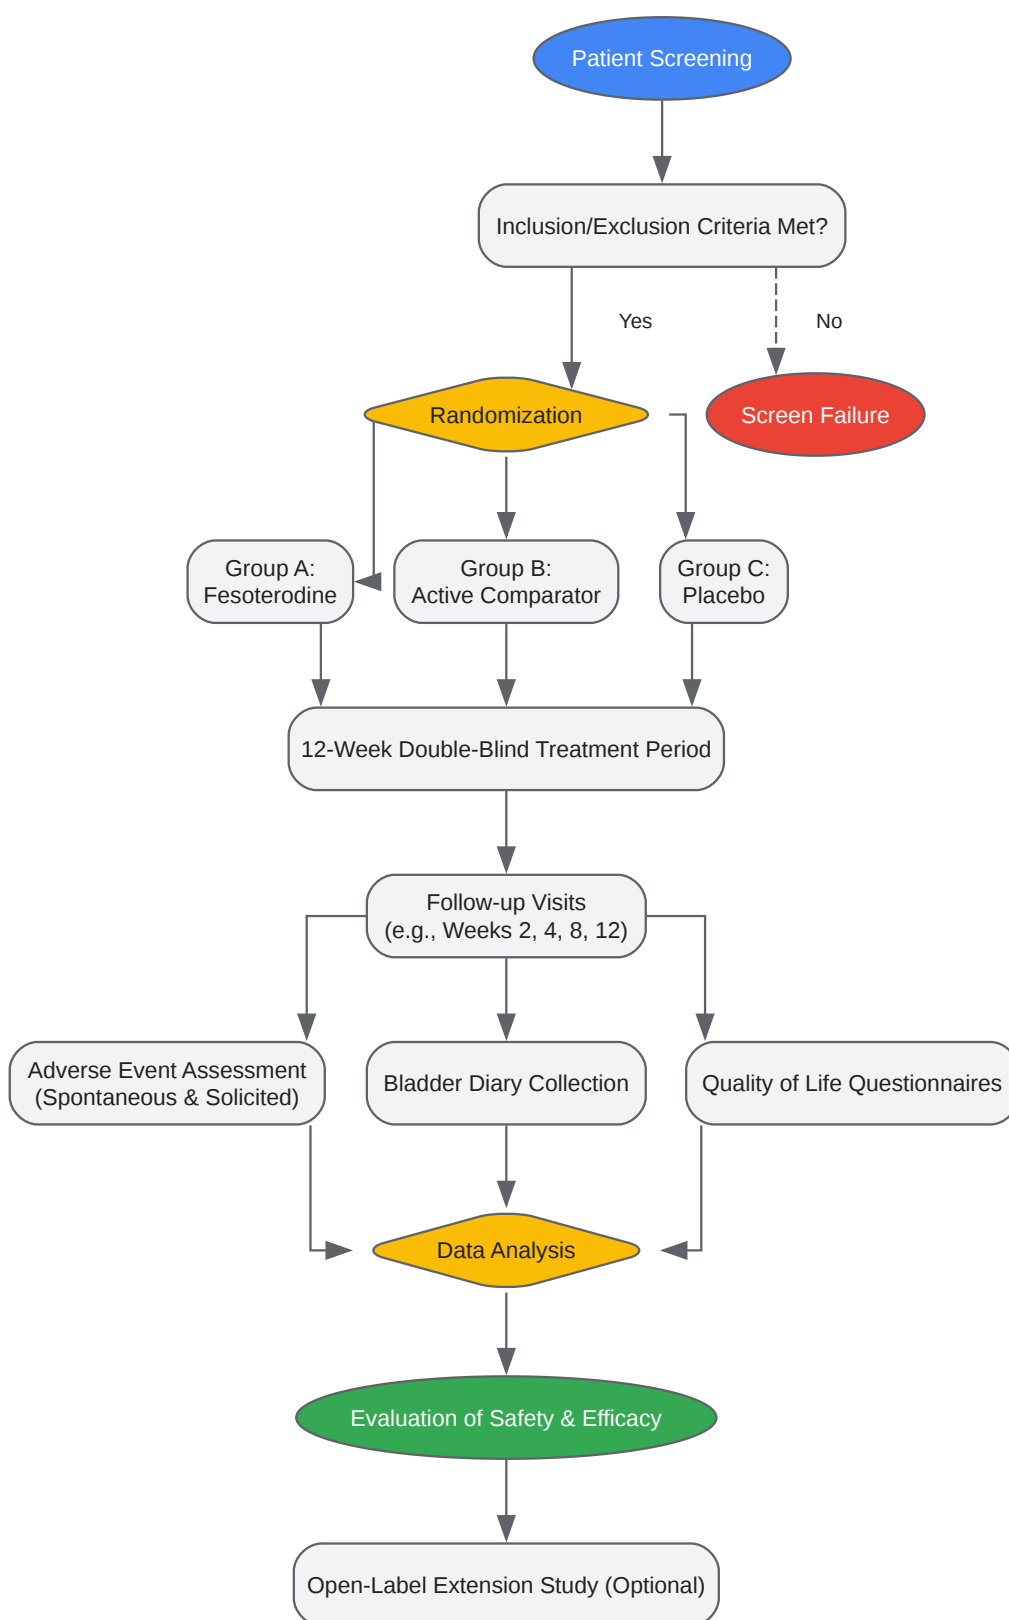 Patient Screening
Inclusion/Exclusion Criteria Met?
Yes
No
Randomization
Screen Failure
Group A:
Fesoterodine
Group B:
Active Comparator
Group C:
Placebo
12-Week Double-Blind Treatment Period
Follow-up Visits
(e.g., Weeks 2, 4, 8, 12)
Adverse Event Assessment
(Spontaneous & Solicited)
Bladder Diary Collection
Quality of Life Questionnaires
Data Analysis
Evaluation of Safety & Efficacy
Open-Label Extension Study (Optional)